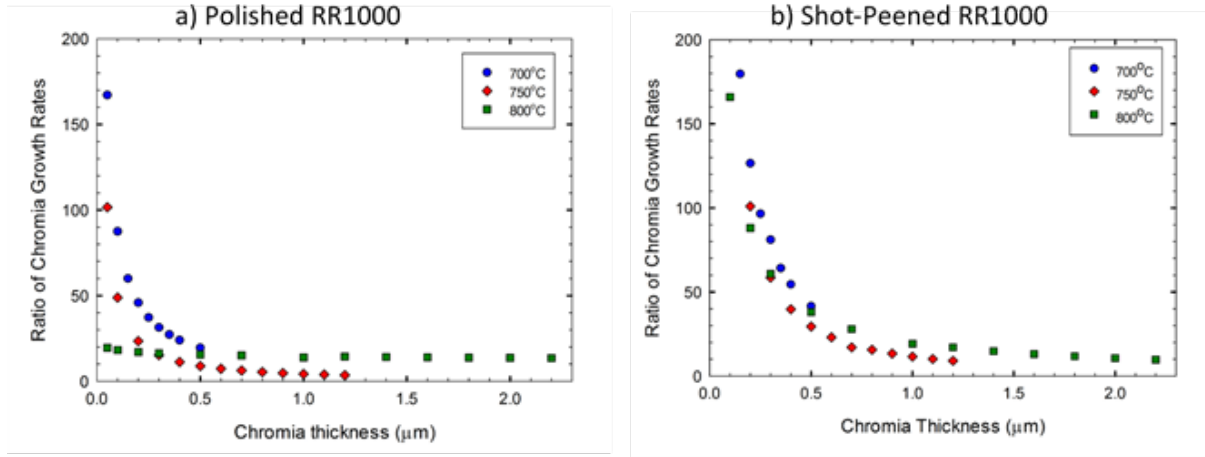 a) Polished RR1000
200
150
100
50
0
0.0 0.5 1.0 1.5 2.0
Ratio of Chromia Growth Rates
Chromia thickness (μm)
700°C
750°C
800°C
b) Shot-Peened RR1000
200
150
100
50
0
0.0 0.5 1.0 1.5 2.0
Ratio of Chromia Growth Rates
Chromia Thickness (μm)
700°C
750°C
800°C